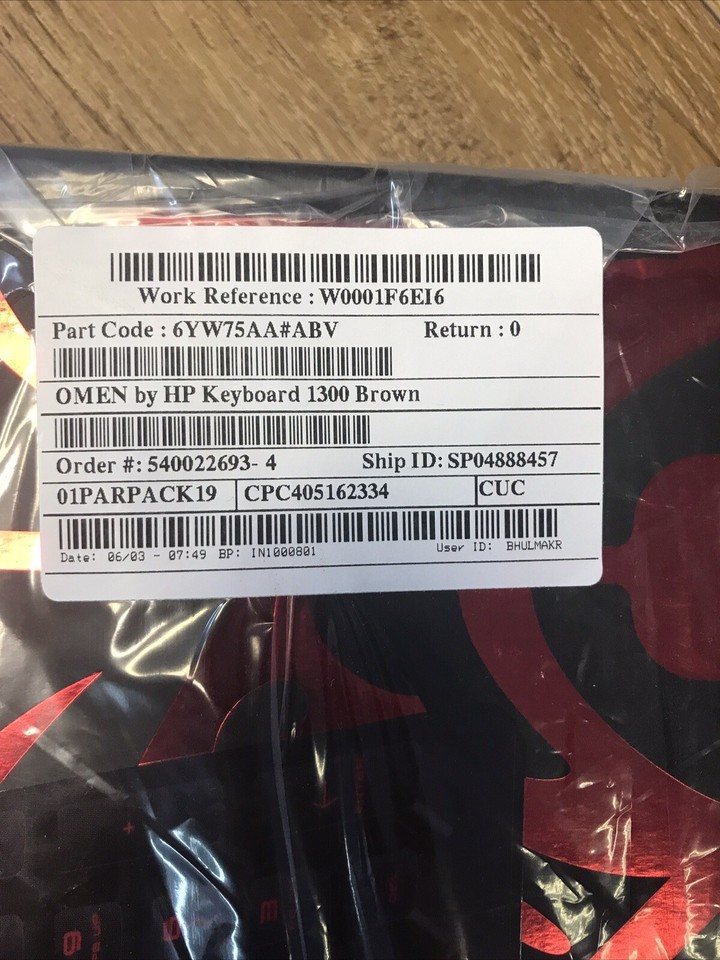 Work Reference : W0001F6EI6
Part Code : 6YW75AA#ABV Return : 0
OMEN by HP Keyboard 1300 Brown
Order #: 540022693- 4 Ship ID: SP04888457
01PARPACK19 CPC405162334 CUC
Date: 06/03 - 07:49 BP: IN1000801 User ID: BHULMAKR